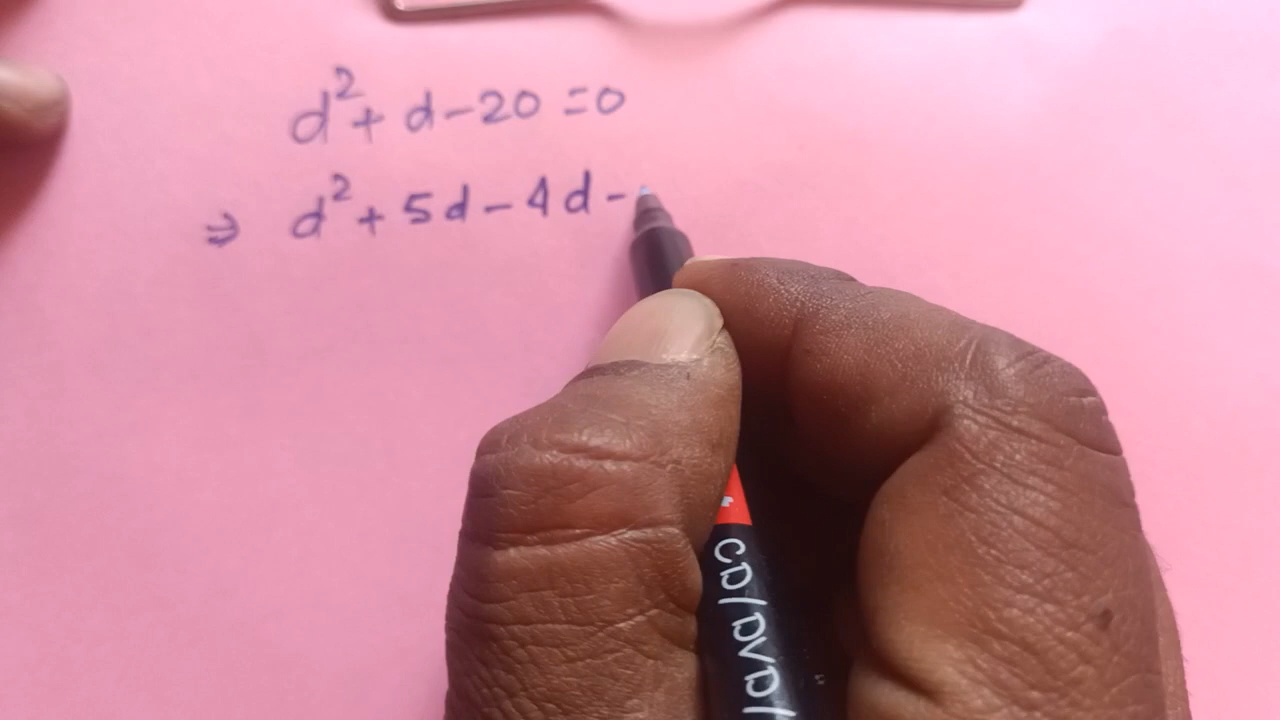 d² + d - 20 = 0
⇒ d² + 5d - 4d -